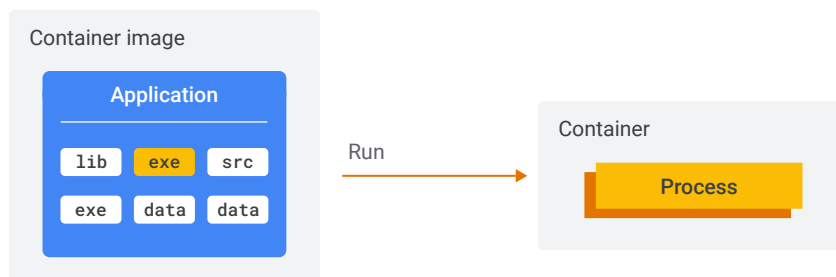 Container image
Application
lib exe src
exe data data
Run
Container
Process